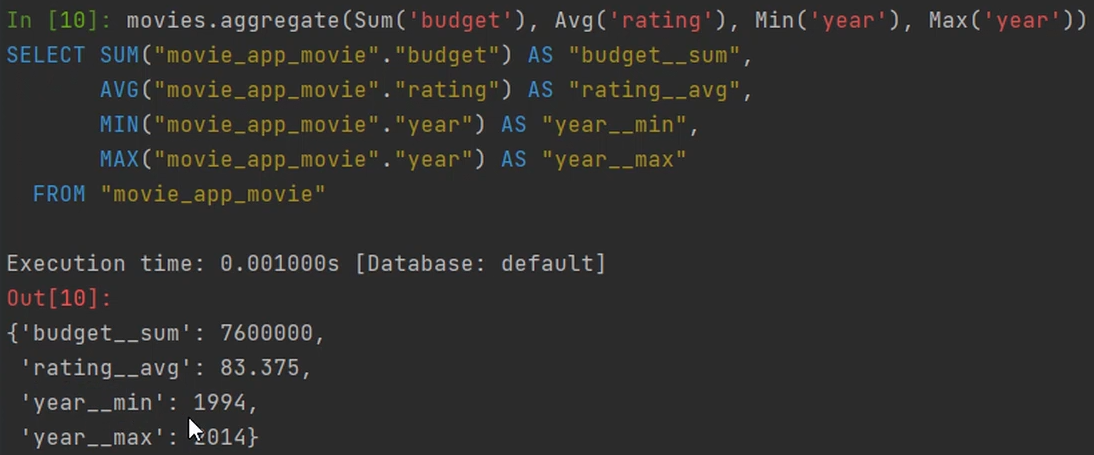 In [10]: movies.aggregate(Sum('budget'), Avg('rating'), Min('year'), Max('year'))
SELECT SUM("movie_app_movie"."budget") AS "budget__sum",
       AVG("movie_app_movie"."rating") AS "rating__avg",
       MIN("movie_app_movie"."year") AS "year__min",
       MAX("movie_app_movie"."year") AS "year__max"
  FROM "movie_app_movie"
Execution time: 0.001000s [Database: default]
Out[10]:
{'budget__sum': 7600000,
 'rating__avg': 83.375,
 'year__min': 1994,
 'year__max': 2014}